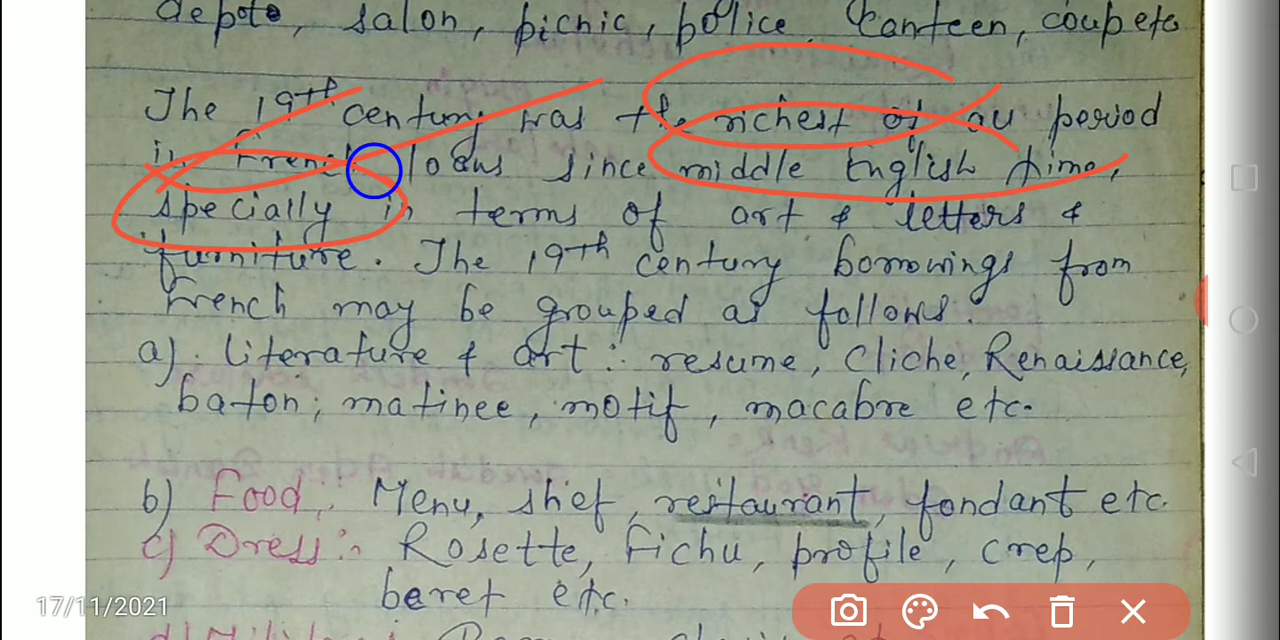 depote, salon, picnic, police, Canteen, coup etc
The 19th century was the richest of au period
in French loans since middle English time,
specially in terms of art & letters &
furniture. The 19th century borrowings from
French may be grouped as follows.
a). literature & art : resume, Cliche, Renaissance,
baton, matinee, motif, macabre etc.
b) Food : Menu, shef, restaurant, fondant etc.
c) Dress : Rosette, Fichu, profile, crep,
beret etc.
17/11/2021